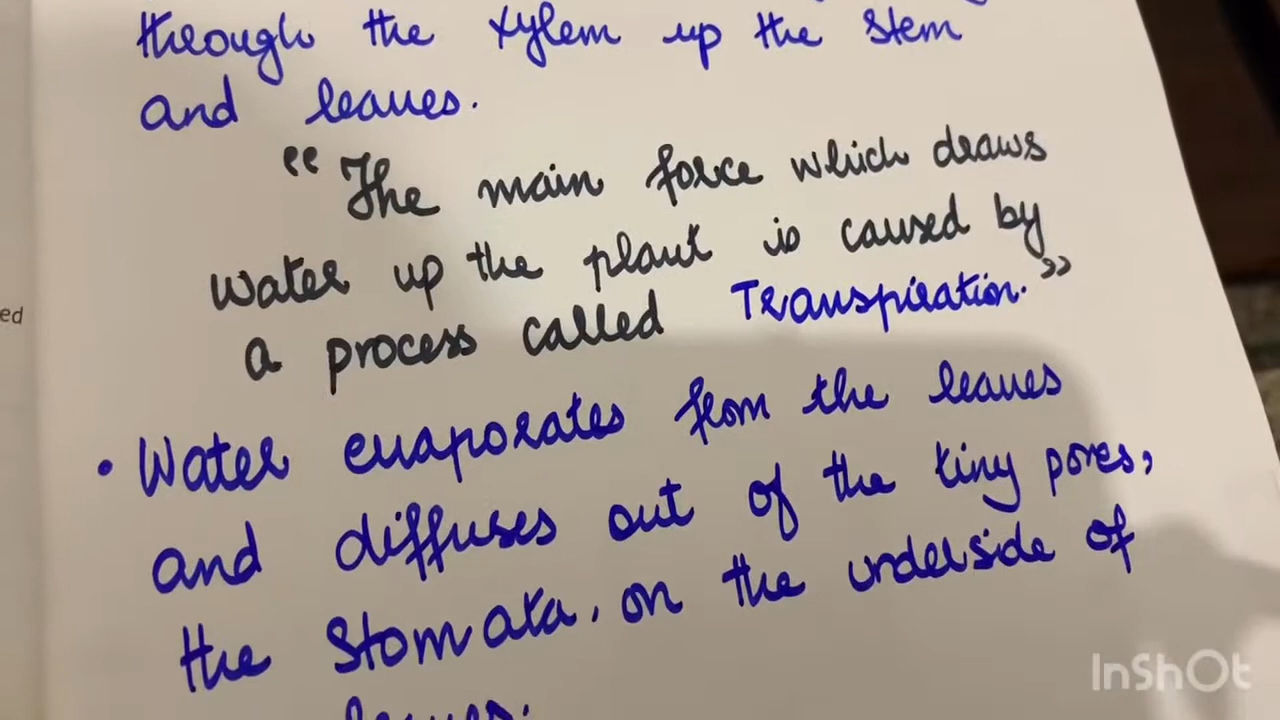 through the xylem up the stem
and leaves.
"The main force which draws
water up the plant is caused by
a process called Transpiration."
• Water evaporates from the leaves
and diffuses out of the tiny pores,
the stomata, on the underside of
leaves.
ed
InShOt